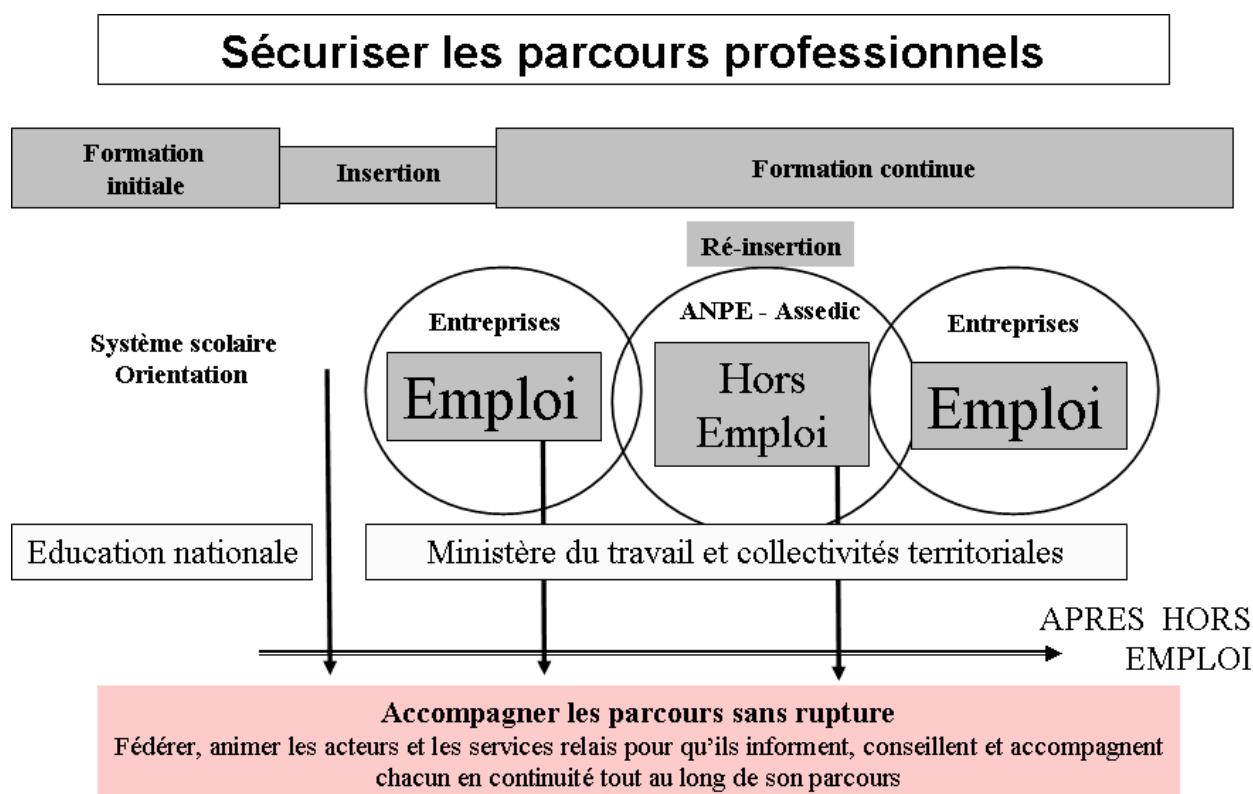 Sécuriser les parcours professionnels
Formation
initiale
Insertion
Formation continue
Ré-insertion
Système scolaire
Orientation
Entreprises
Emploi
ANPE - Assedic
Hors
Emploi
Entreprises
Emploi
Education nationale
Ministère du travail et collectivités territoriales
APRES HORS
EMPLOI
Accompagner les parcours sans rupture
Fédérer, animer les acteurs et les services relais pour qu'ils informent, conseillent et accompagnent
chacun en continuité tout au long de son parcours